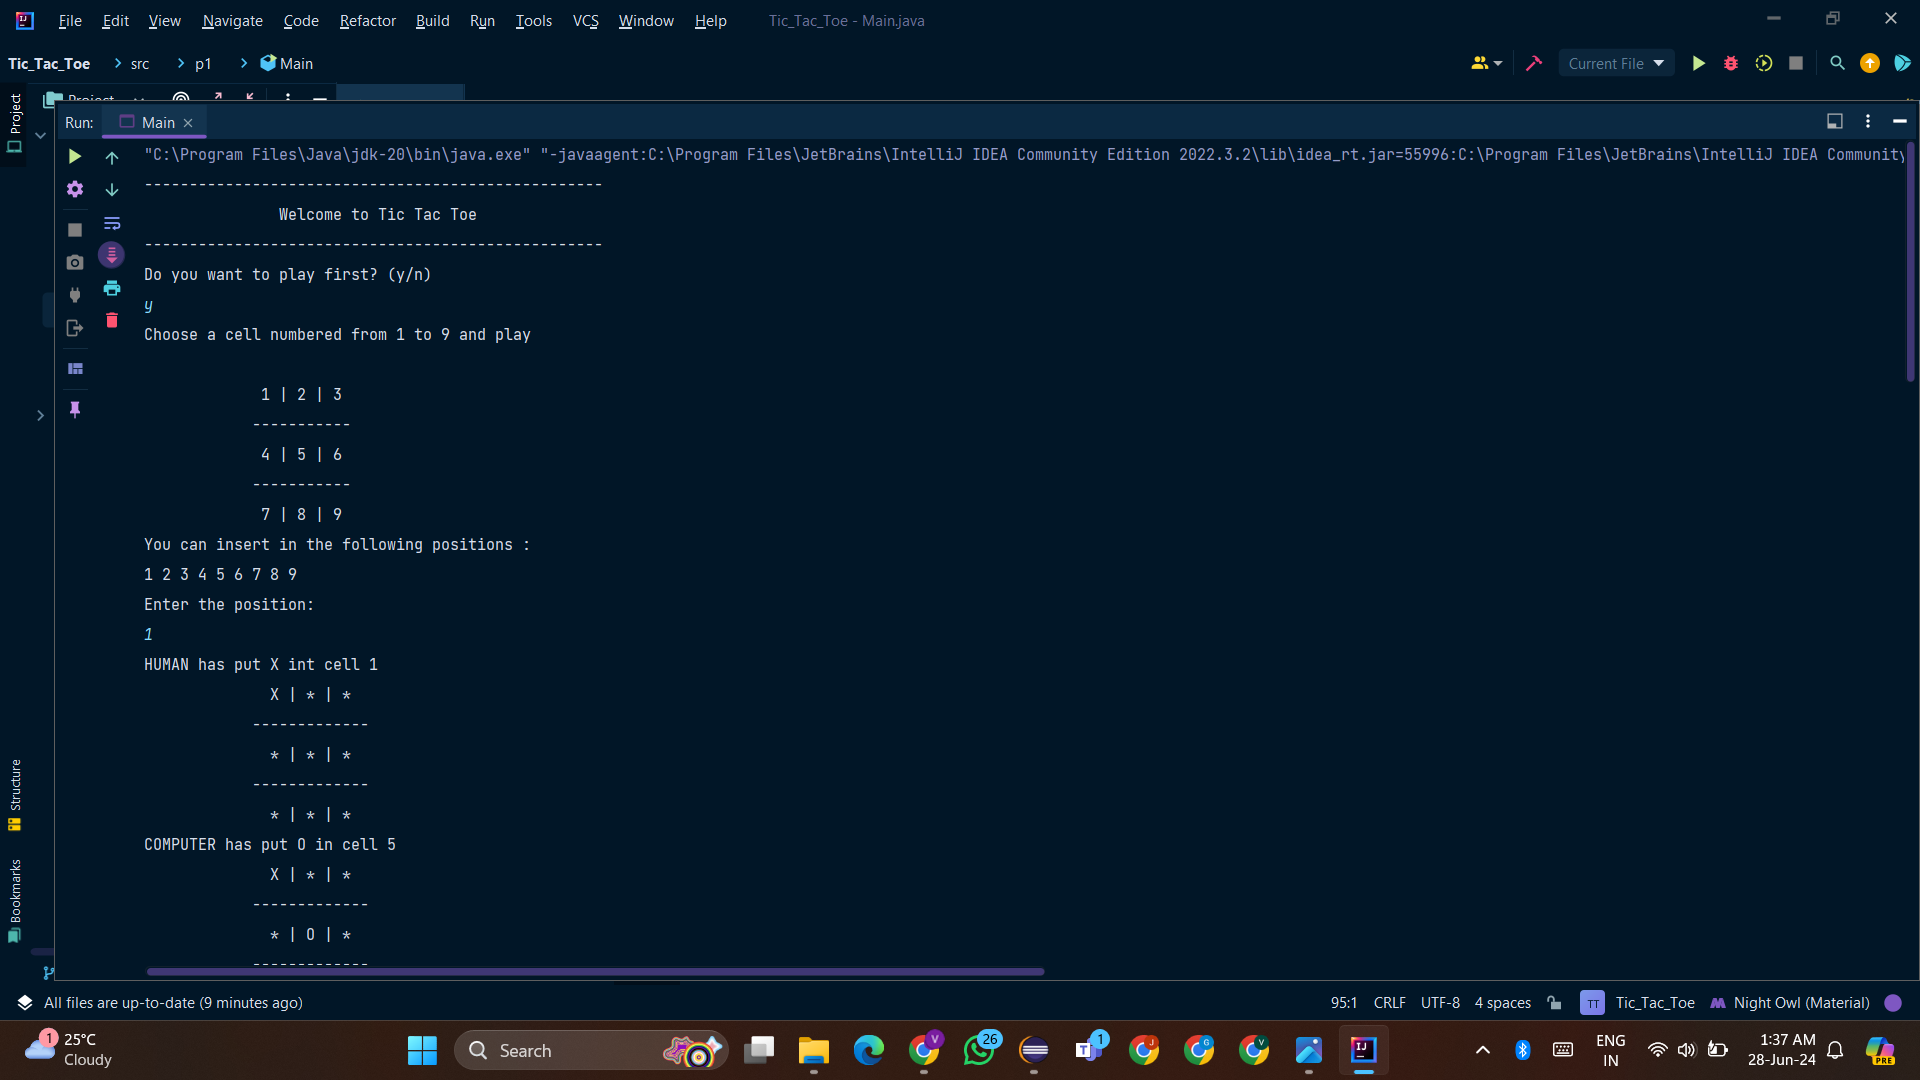 File Edit View Navigate Code Refactor Build Run Tools VCS Window Help Tic_Tac_Toe - Main.java
Tic_Tac_Toe src p1 Main Current File
Project
Project
Run: Main
"C:\Program Files\Java\jdk-20\bin\java.exe" "-javaagent:C:\Program Files\JetBrains\IntelliJ IDEA Community Edition 2022.3.2\lib\idea_rt.jar=55996:C:\Program Files\JetBrains\IntelliJ IDEA Community
---------------------------------------------------
Welcome to Tic Tac Toe
---------------------------------------------------
Do you want to play first? (y/n)
y
Choose a cell numbered from 1 to 9 and play
1 | 2 | 3
-----------
4 | 5 | 6
-----------
7 | 8 | 9
You can insert in the following positions :
1 2 3 4 5 6 7 8 9
Enter the position:
1
HUMAN has put X int cell 1
X | * | *
-------------
* | * | *
-------------
* | * | *
COMPUTER has put O in cell 5
X | * | *
-------------
* | O | *
-------------
Structure
Bookmarks
All files are up-to-date (9 minutes ago) 95:1 CRLF UTF-8 4 spaces TT Tic_Tac_Toe Night Owl (Material)
1 25°C
Cloudy
Search
V 26 1 J G V
ENG
IN
1:37 AM
28-Jun-24
PRE